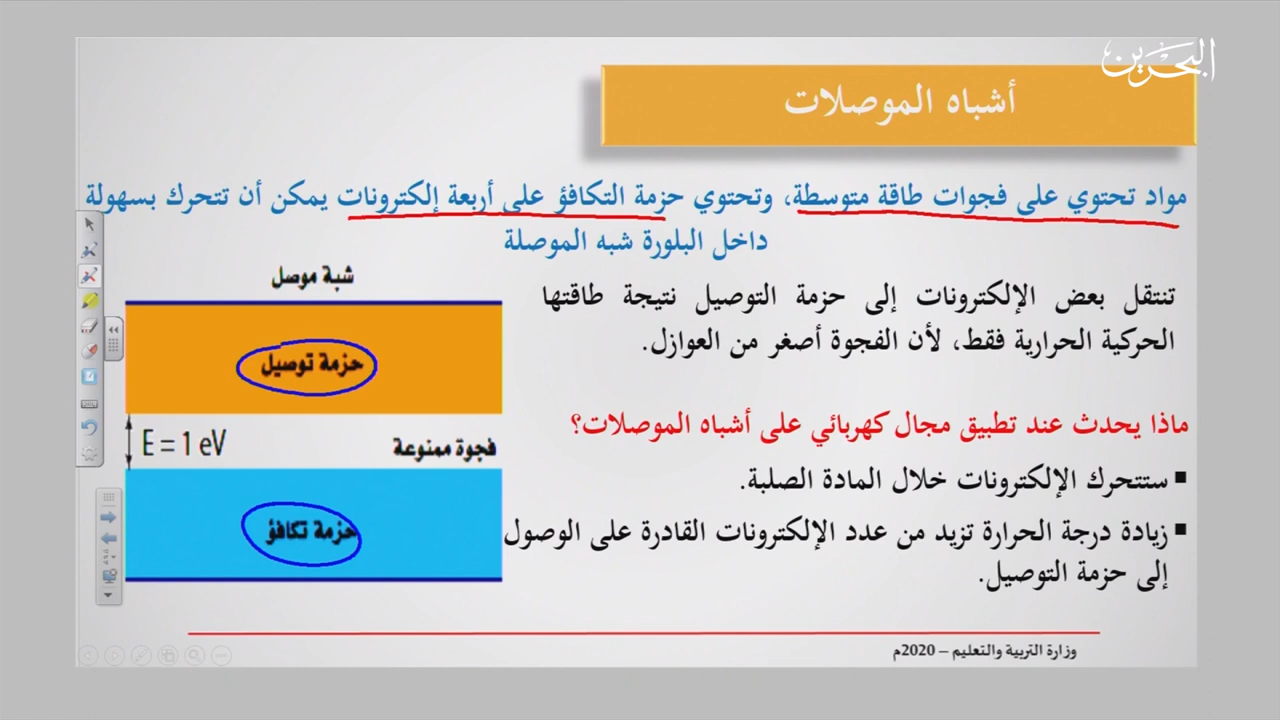 البحرين
أشباه الموصلات
مواد تحتوي على فجوات طاقة متوسطة، وتحتوي حزمة التكافؤ على أربعة إلكترونات يمكن أن تتحرك بسهولة
داخل البلورة شبه الموصلة
تنتقل بعض الإلكترونات إلى حزمة التوصيل نتيجة طاقتها
الحركية الحرارية فقط، لأن الفجوة أصغر من العوازل.
ماذا يحدث عند تطبيق مجال كهربائي على أشباه الموصلات؟
▪ ستتحرك الإلكترونات خلال المادة الصلبة.
▪ زيادة درجة الحرارة تزيد من عدد الإلكترونات القادرة على الوصول
إلى حزمة التوصيل.
شبة موصل
حزمة توصيل
فجوة ممنوعة
E = 1 eV
حزمة تكافؤ
وزارة التربية والتعليم – 2020م